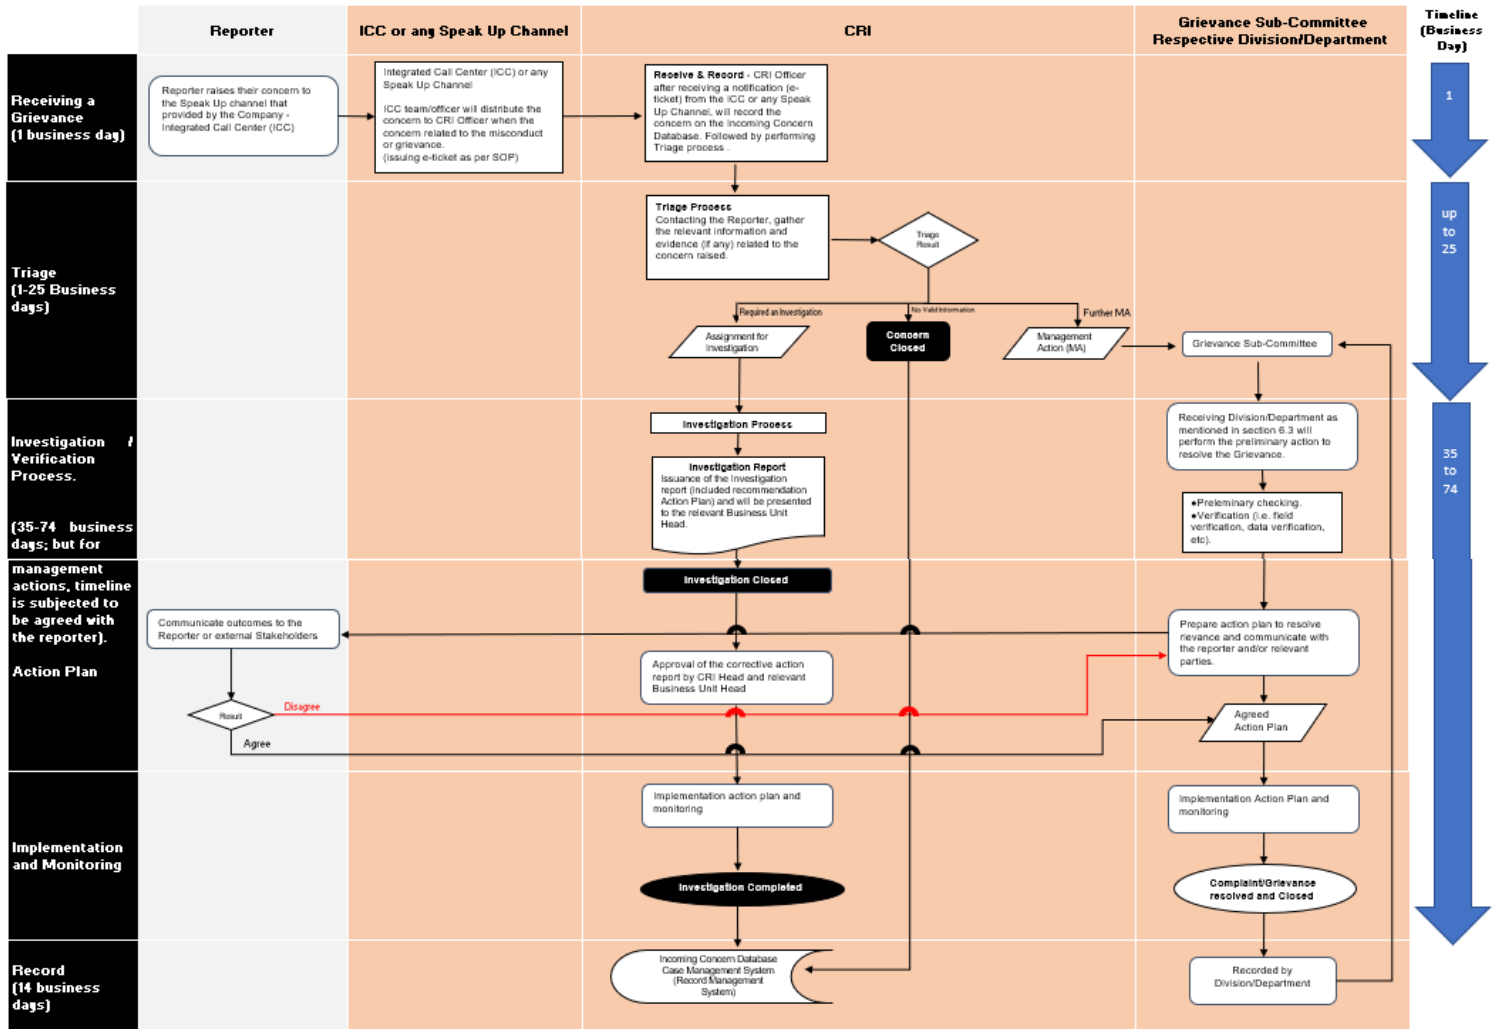 Reporter
ICC or any Speak Up Channel
CRI
Grievance Sub-Committee
Respective Division/Department
Timeline
(Business
Day)
Receiving a
Grievance
(1 business day)
Reporter raises their concern to
the Speak Up channel that
provided by the Company -
Integrated Call Center (ICC)
Integrated Call Center (ICC) or any
Speak Up Channel
ICC team/officer will distribute the
concern to CRI Officer when the
concern related to the misconduct
or grievance.
(issuing e-ticket as per SOP)
Receive & Record - CRI Officer
after receiving a notification (e-
ticket) from the ICC or any Speak
Up Channel, will record the
concern on the Incoming Concern
Database. Followed by performing
Triage process .
1
Triage
(1-25 Business
days)
Triage Process
Contacting the Reporter, gather
the relevant information and
evidence (if any) related to the
concern raised.
Triage
Result
up
to
25
Required an Investigation
No Valid Information
Further MA
Assignment for
Investigation
Concern
Closed
Management
Action (MA)
Grievance Sub-Committee
Investigation /
Verification
Process.
(35-74 business
days; but for
management
actions, timeline
is subjected to
be agreed with
the reporter).
Action Plan
Investigation Process
Investigation Report
Issuance of the Investigation
report (included recommendation
Action Plan) and will be presented
to the relevant Business Unit
Head.
Receiving Division/Department as
mentioned in section 6.3 will
perform the preliminary action to
resolve the Grievance.
●Preleminary checking.
●Verification (i.e. field
verification, data verification,
etc).
35
to
74
Investigation Closed
Communicate outcomes to the
Reporter or external Stakeholders
Approval of the corrective action
report by CRI Head and relevant
Business Unit Head
Prepare action plan to resolve
rievance and communicate with
the reporter and/or relevant
parties.
Result
Disagree
Agree
Agreed
Action Plan
Implementation
and Monitoring
Implementation action plan and
monitoring
Implementation Action Plan and
monitoring
Investigation Completed
Complaint/Grievance
resolved and Closed
Record
(14 business
days)
Incoming Concern Database
Case Management System
(Record Management
System)
Recorded by
Division/Department